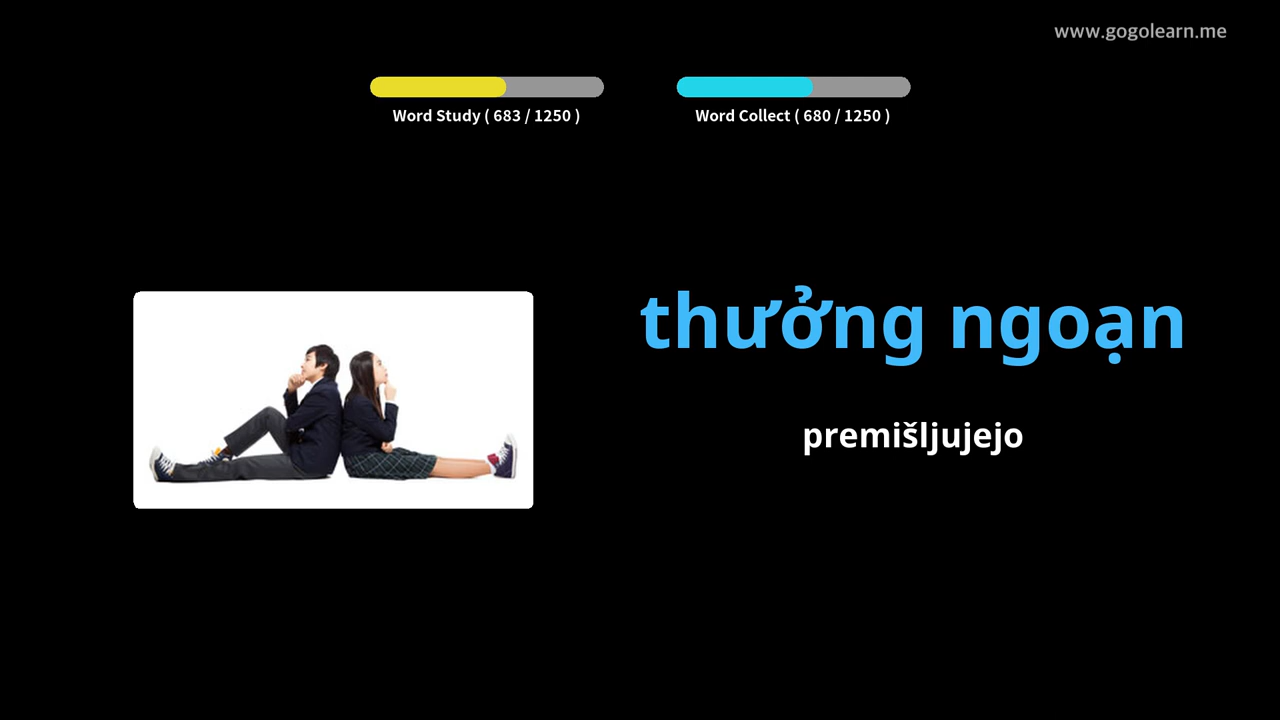 www.gogolearn.me
Word Study ( 683 / 1250 )
Word Collect ( 680 / 1250 )
thưởng ngoạn
premišljujejo